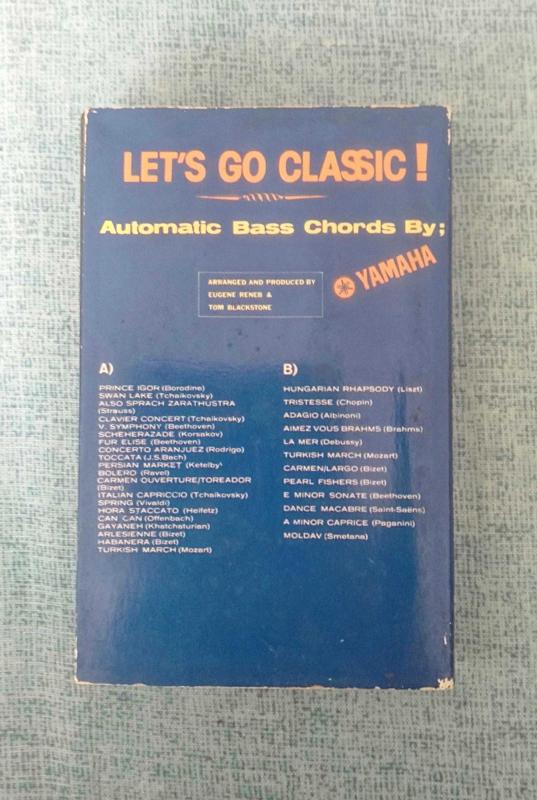 LET'S GO CLASSIC!
Automatic Bass Chords By;
YAMAHA
ARRANGED AND PRODUCED BY
EUGENE RENEB &
TOM BLACKSTONE
A)
PRINCE IGOR (Borodine)
SWAN LAKE (Tchaikovsky)
ALSO SPRACH ZARATHUSTRA
(Strauss)
CLAVIER CONCERT (Tchaikovsky)
V. SYMPHONY (Beethoven)
SCHEHERAZADE (Korsakov)
FUR ELISE (Beethoven)
CONCERTO ARANJUEZ (Rodrigo)
TOCCATA (J.S.Bach)
PERSIAN MARKET (Ketelby)
BOLERO (Ravel)
CARMEN OUVERTURE/TOREADOR
(Bizet)
ITALIAN CAPRICCIO (Tchaikovsky)
SPRING (Vivaldi)
HORA STACCATO (Heifetz)
CAN CAN (Offenbach)
GAYANEH (Khatchaturian)
ARLESIENNE (Bizet)
HABANERA (Bizet)
TURKISH MARCH (Mozart)
B)
HUNGARIAN RHAPSODY (Liszt)
TRISTESSE (Chopin)
ADAGIO (Albinoni)
AIMEZ VOUS BRAHMS (Brahms)
LA MER (Debussy)
TURKISH MARCH (Mozart)
CARMEN/LARGO (Bizet)
PEARL FISHERS (Bizet)
E MINOR SONATE (Beethoven)
DANCE MACABRE (Saint-Saëns)
A MINOR CAPRICE (Paganini)
MOLDAV (Smetana)